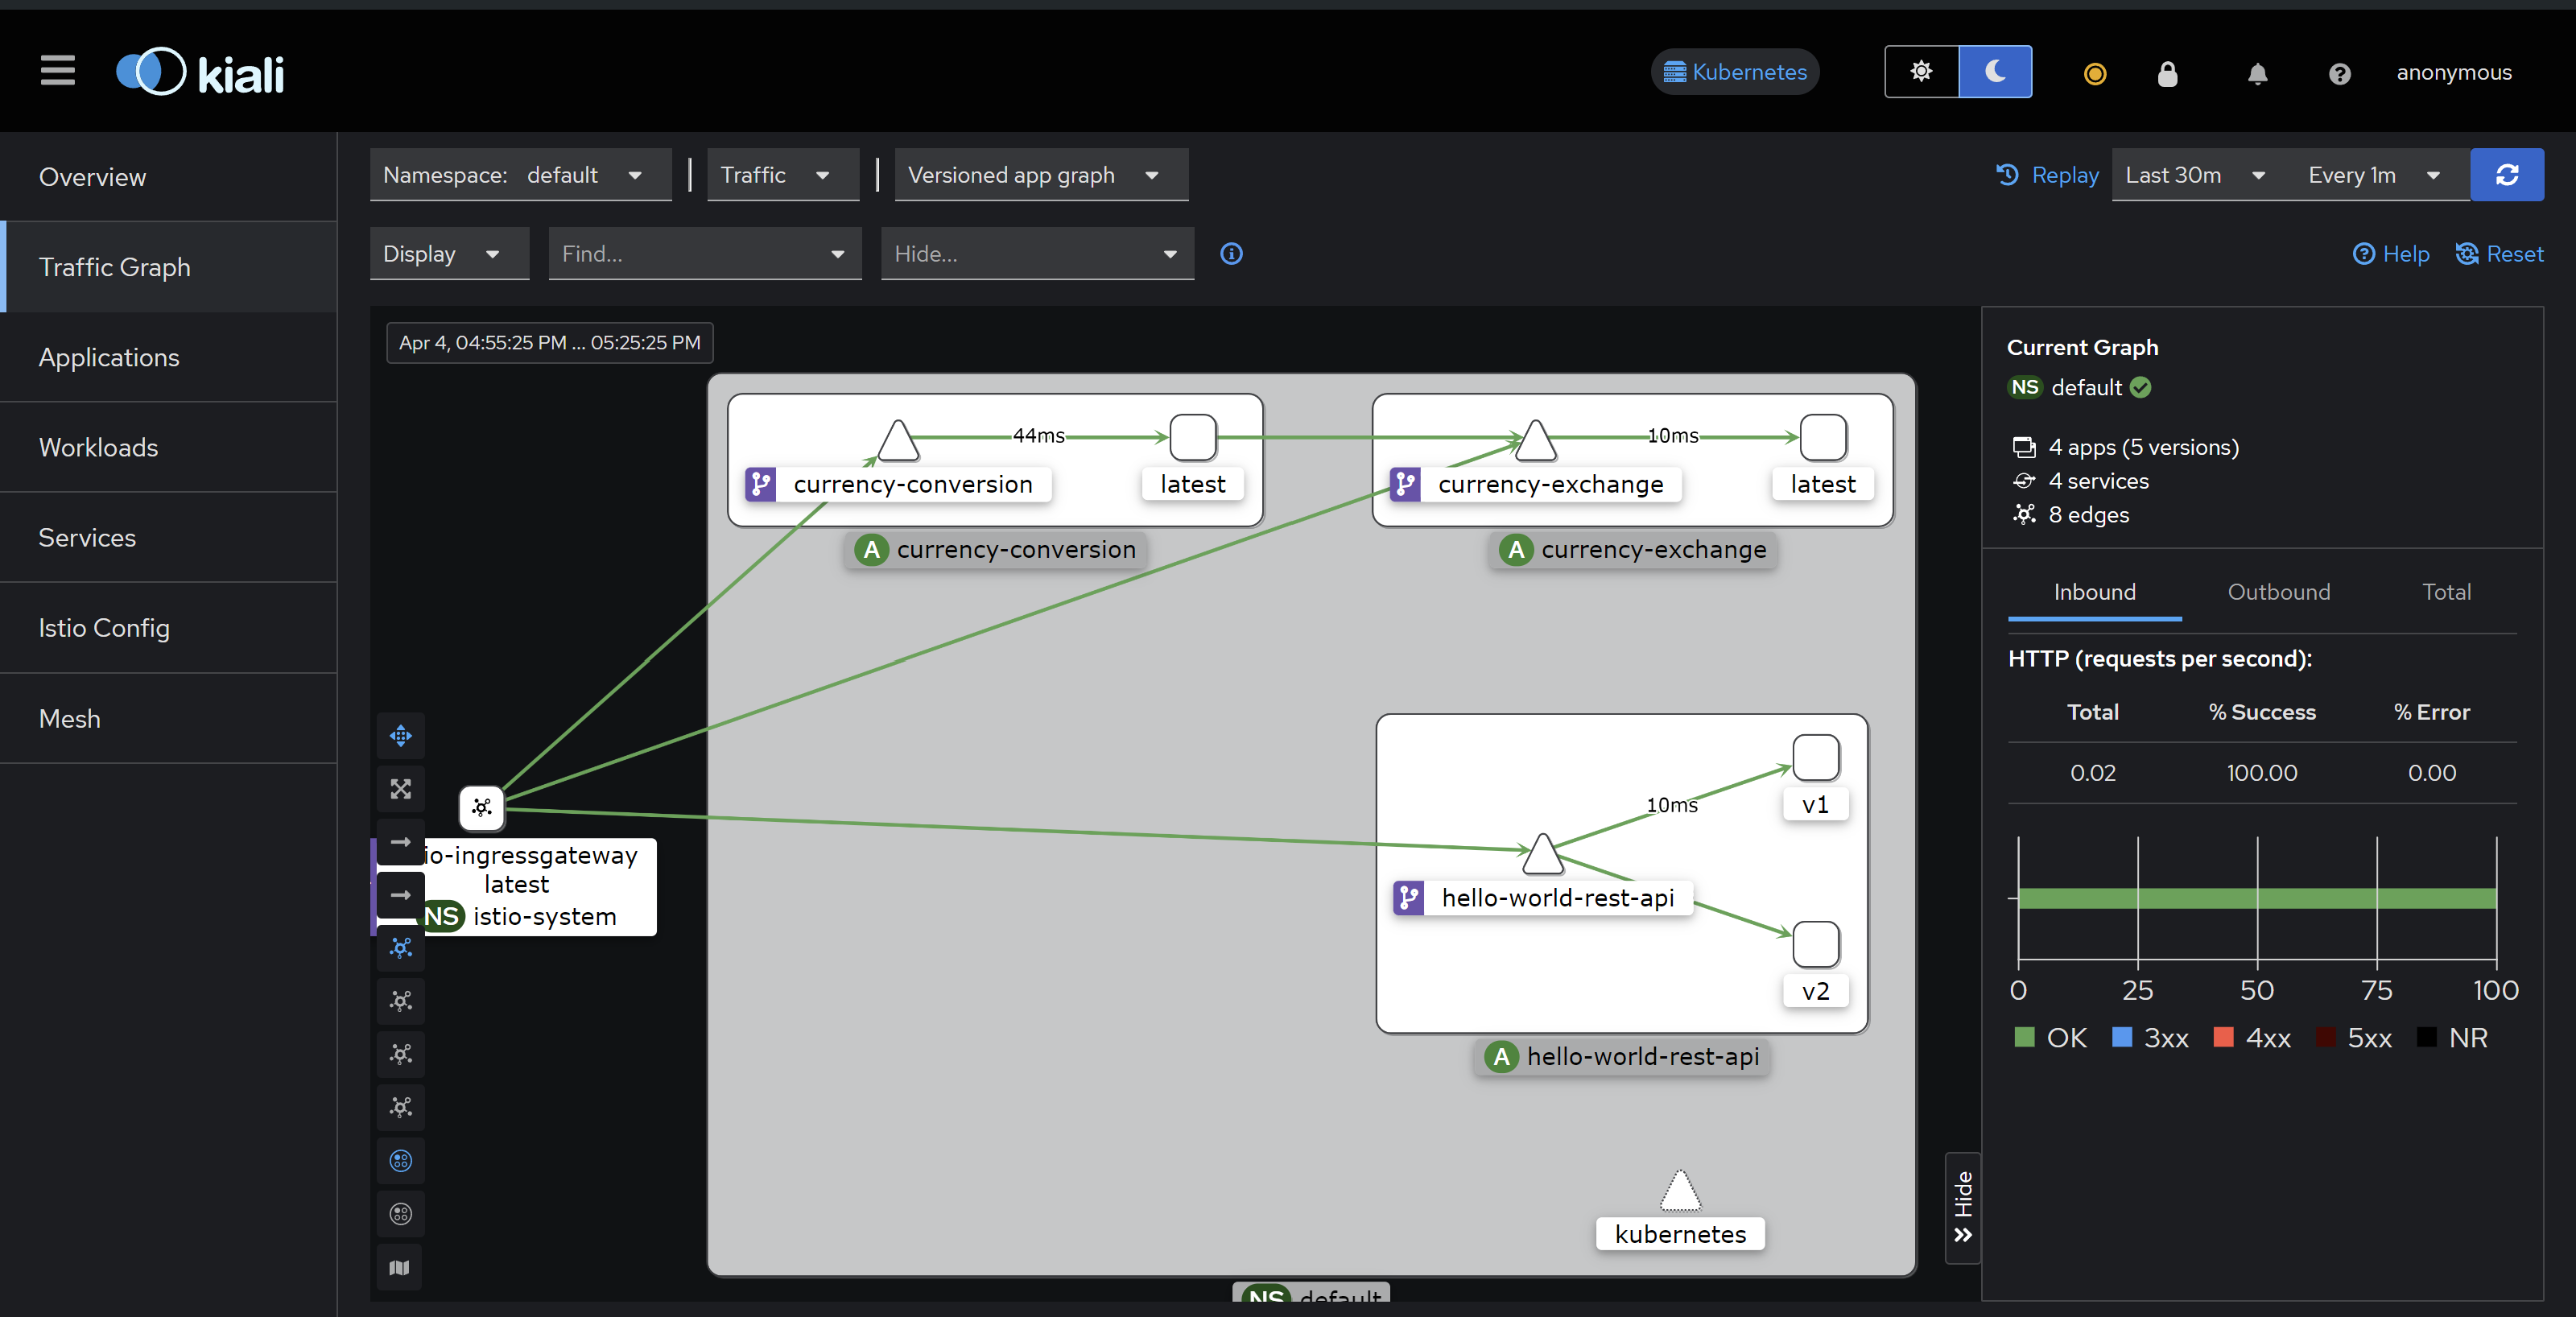 kiali
Kubernetes
anonymous
Overview
Traffic Graph
Applications
Workloads
Services
Istio Config
Mesh
Namespace: default
Traffic
Versioned app graph
Replay
Last 30m
Every 1m
Display
Find...
Hide...
Help
Reset
Apr 4, 04:55:25 PM ... 05:25:25 PM
44ms
currency-conversion
latest
A currency-conversion
10ms
currency-exchange
latest
A currency-exchange
io-ingressgateway
latest
NS istio-system
10ms
v1
hello-world-rest-api
v2
A hello-world-rest-api
kubernetes
NS default
Hide
Current Graph
NS default
4 apps (5 versions)
4 services
8 edges
Inbound
Outbound
Total
HTTP (requests per second):
Total % Success % Error
0.02 100.00 0.00
0 25 50 75 100
OK 3xx 4xx 5xx NR